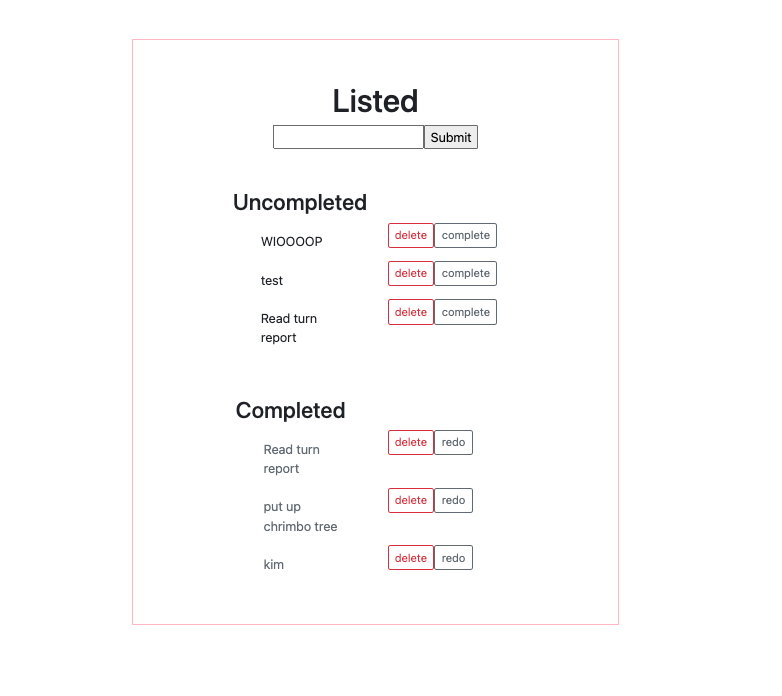 Listed
Submit
Uncompleted
WIOOOOP delete complete
test delete complete
Read turn delete complete
report
Completed
Read turn delete redo
report
put up delete redo
chrimbo tree
kim delete redo